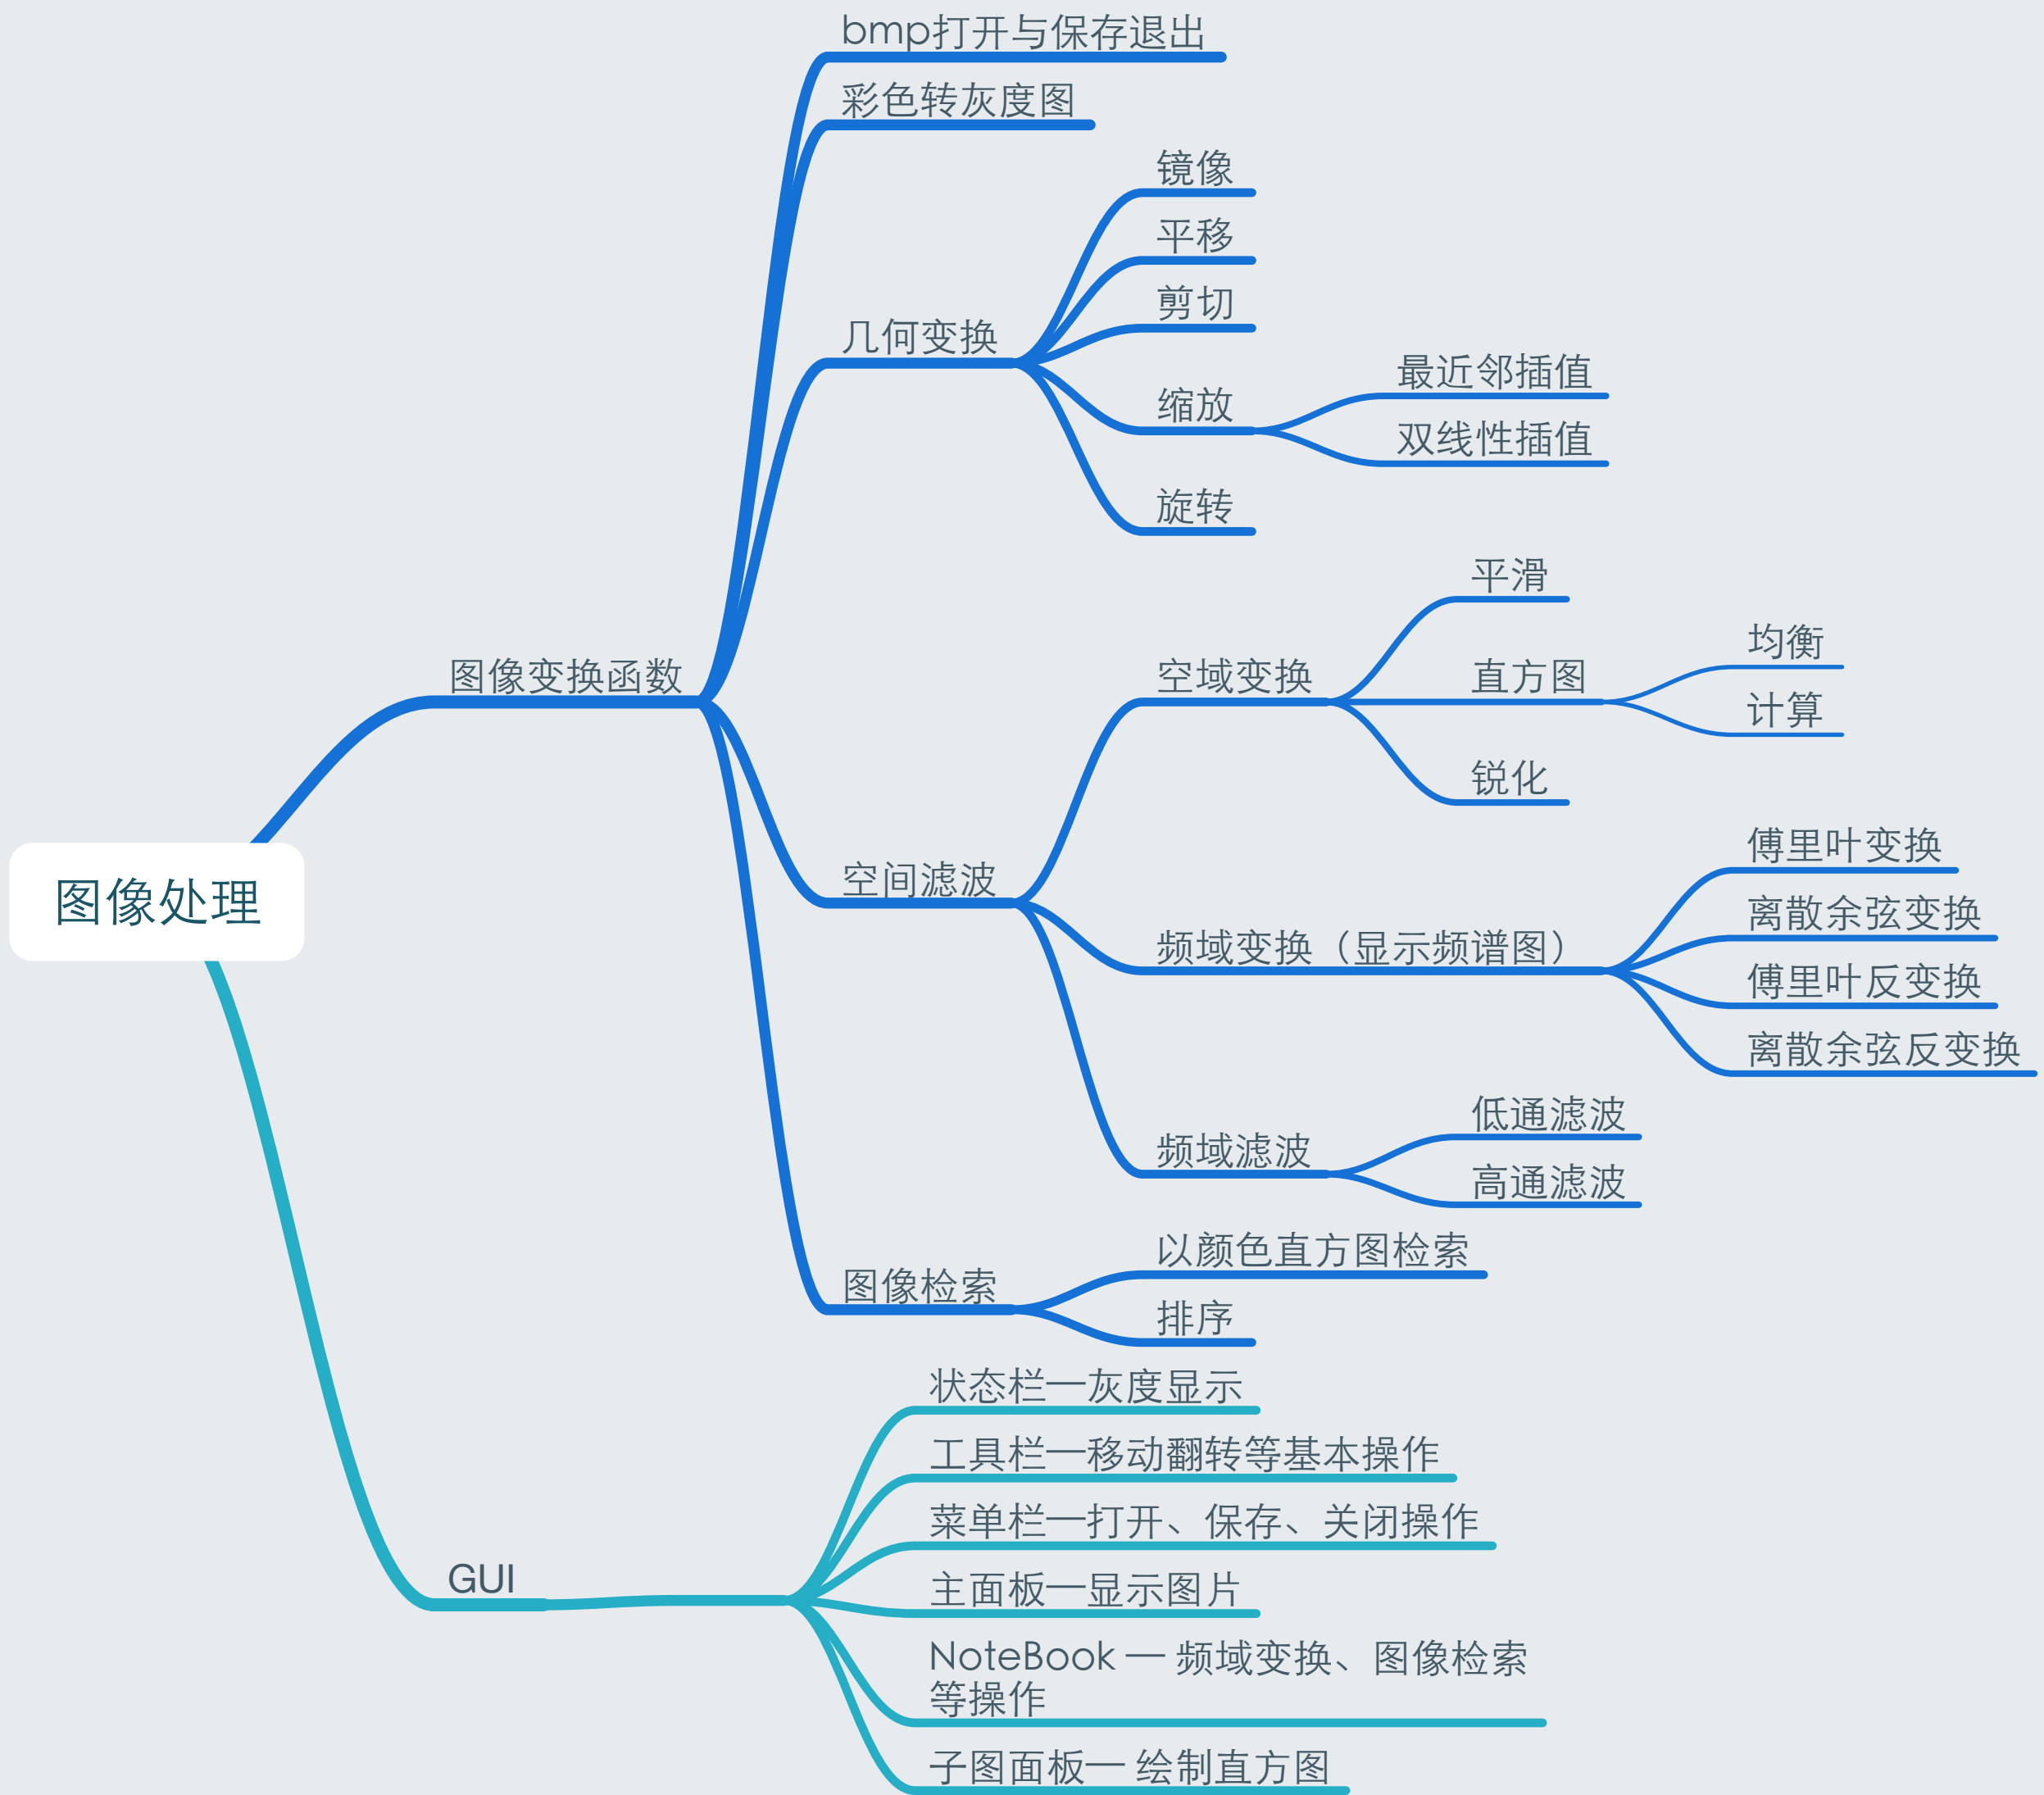 bmp打开与保存退出
彩色转灰度图
镜像
平移
剪切
几何变换
最近邻插值
缩放
双线性插值
旋转
平滑
均衡
图像变换函数
空域变换
直方图
计算
锐化
傅里叶变换
图像处理
空间滤波
离散余弦变换
频域变换（显示频谱图）
傅里叶反变换
离散余弦反变换
低通滤波
频域滤波
高通滤波
以颜色直方图检索
图像检索
排序
状态栏—灰度显示
工具栏—移动翻转等基本操作
菜单栏—打开、保存、关闭操作
GUI
主面板—显示图片
NoteBook — 频域变换、图像检索
等操作
子图面板— 绘制直方图